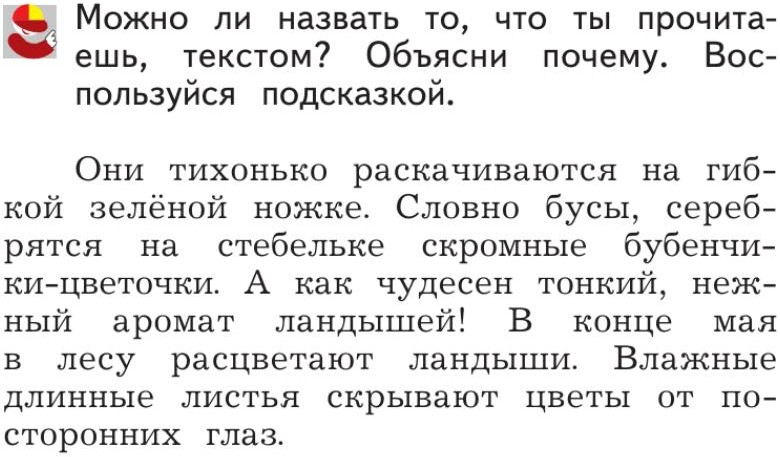 Можно ли назвать то, что ты прочита-
ешь, текстом? Объясни почему. Вос-
пользуйся подсказкой.
Они тихонько раскачиваются на гиб-
кой зелёной ножке. Словно бусы, сереб-
рятся на стебельке скромные бубенчи-
ки-цветочки. А как чудесен тонкий, неж-
ный аромат ландышей! В конце мая
в лесу расцветают ландыши. Влажные
длинные листья скрывают цветы от по-
сторонних глаз.